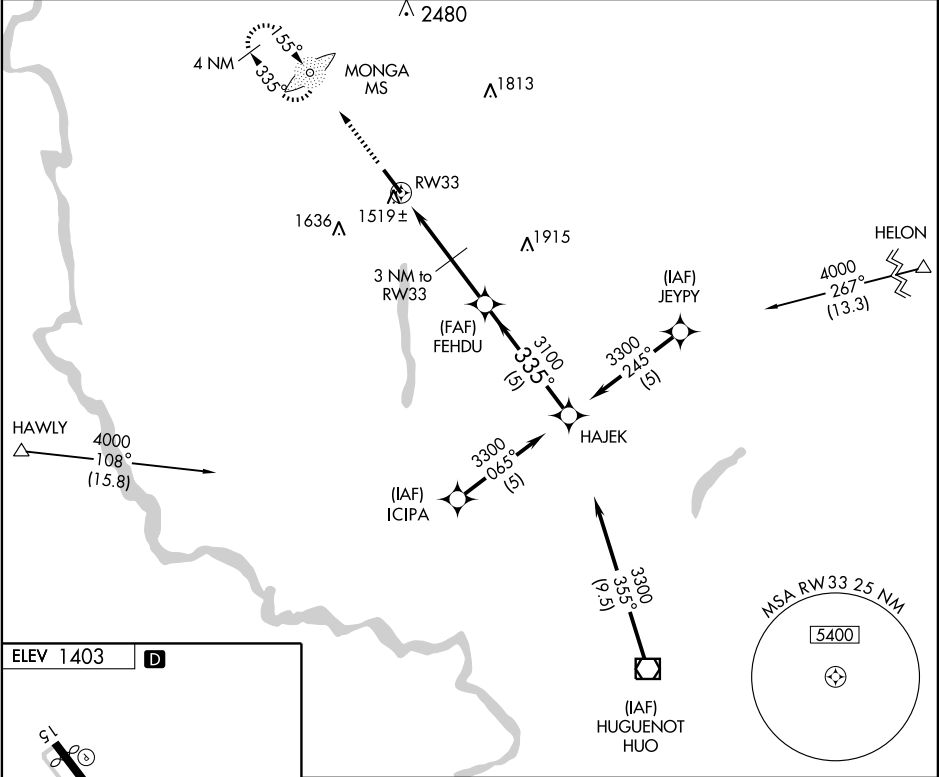 2480
155°
4 NM
335°
MONGA
MS
1813
RW33
1519±
1636
1915
3 NM to
RW33
HELON
4000
267°
(13.3)
(IAF)
JEYPY
(FAF)
FEHDU
3100
335°
(5)
3300
245°
(5)
HAJEK
HAWLY
4000
108°
(15.8)
3300
065°
(5)
(IAF)
ICIPA
3300
355°
(9.5)
MSA RW33 25 NM
5400
ELEV 1403 D
(IAF)
HUGUENOT
HUO
15
P